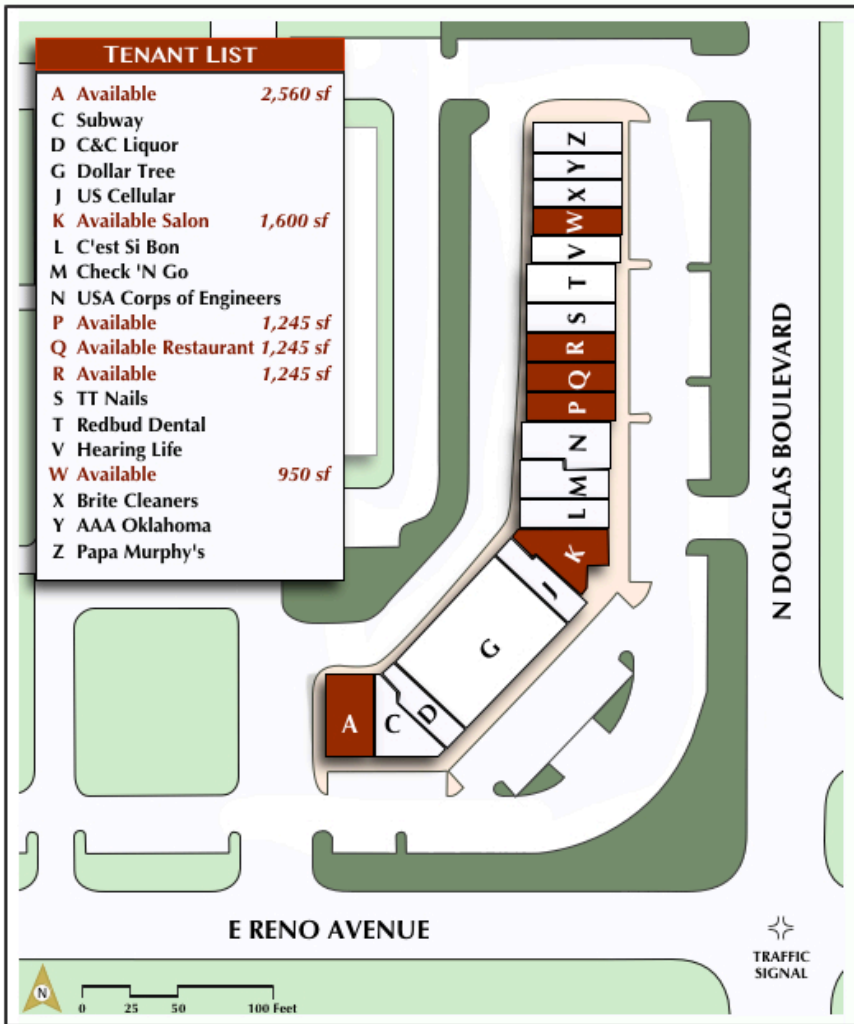 TENANT LIST
A Available 2,560 sf
C Subway
D C&C Liquor
G Dollar Tree
J US Cellular
K Available Salon 1,600 sf
L C'est Si Bon
M Check 'N Go
N USA Corps of Engineers
P Available 1,245 sf
Q Available Restaurant 1,245 sf
R Available 1,245 sf
S TT Nails
T Redbud Dental
V Hearing Life
W Available 950 sf
X Brite Cleaners
Y AAA Oklahoma
Z Papa Murphy's
Z
Y
X
W
V
T
S
R
Q
P
N
M
L
K
J
G
D
C
A
N DOUGLAS BOULEVARD
E RENO AVENUE
TRAFFIC
SIGNAL
N
0 25 50 100 Feet